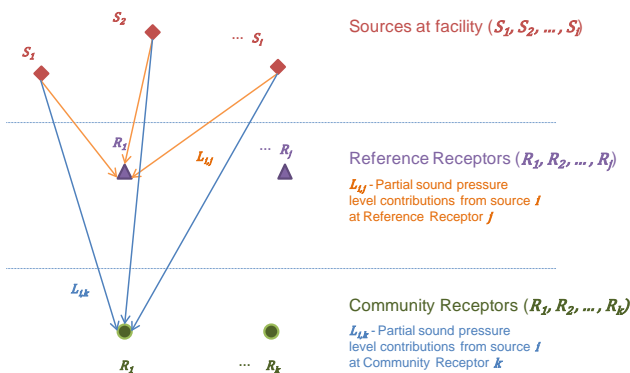 S₂
Sources at facility (S₁, S₂, ... , Sᵢ)
... Sᵢ
S₁
R₁
... Rⱼ
Reference Receptors (R₁, R₂, ... , Rⱼ)
Lᵢ,ⱼ
Lᵢ,ⱼ - Partial sound pressure
level contributions from source i
at Reference Receptor j
Lᵢ,ₖ
Community Receptors (R₁, R₂, ... , Rₖ)
Lᵢ,ₖ - Partial sound pressure
level contributions from source i
at Community Receptor k
R₁
... Rₖ